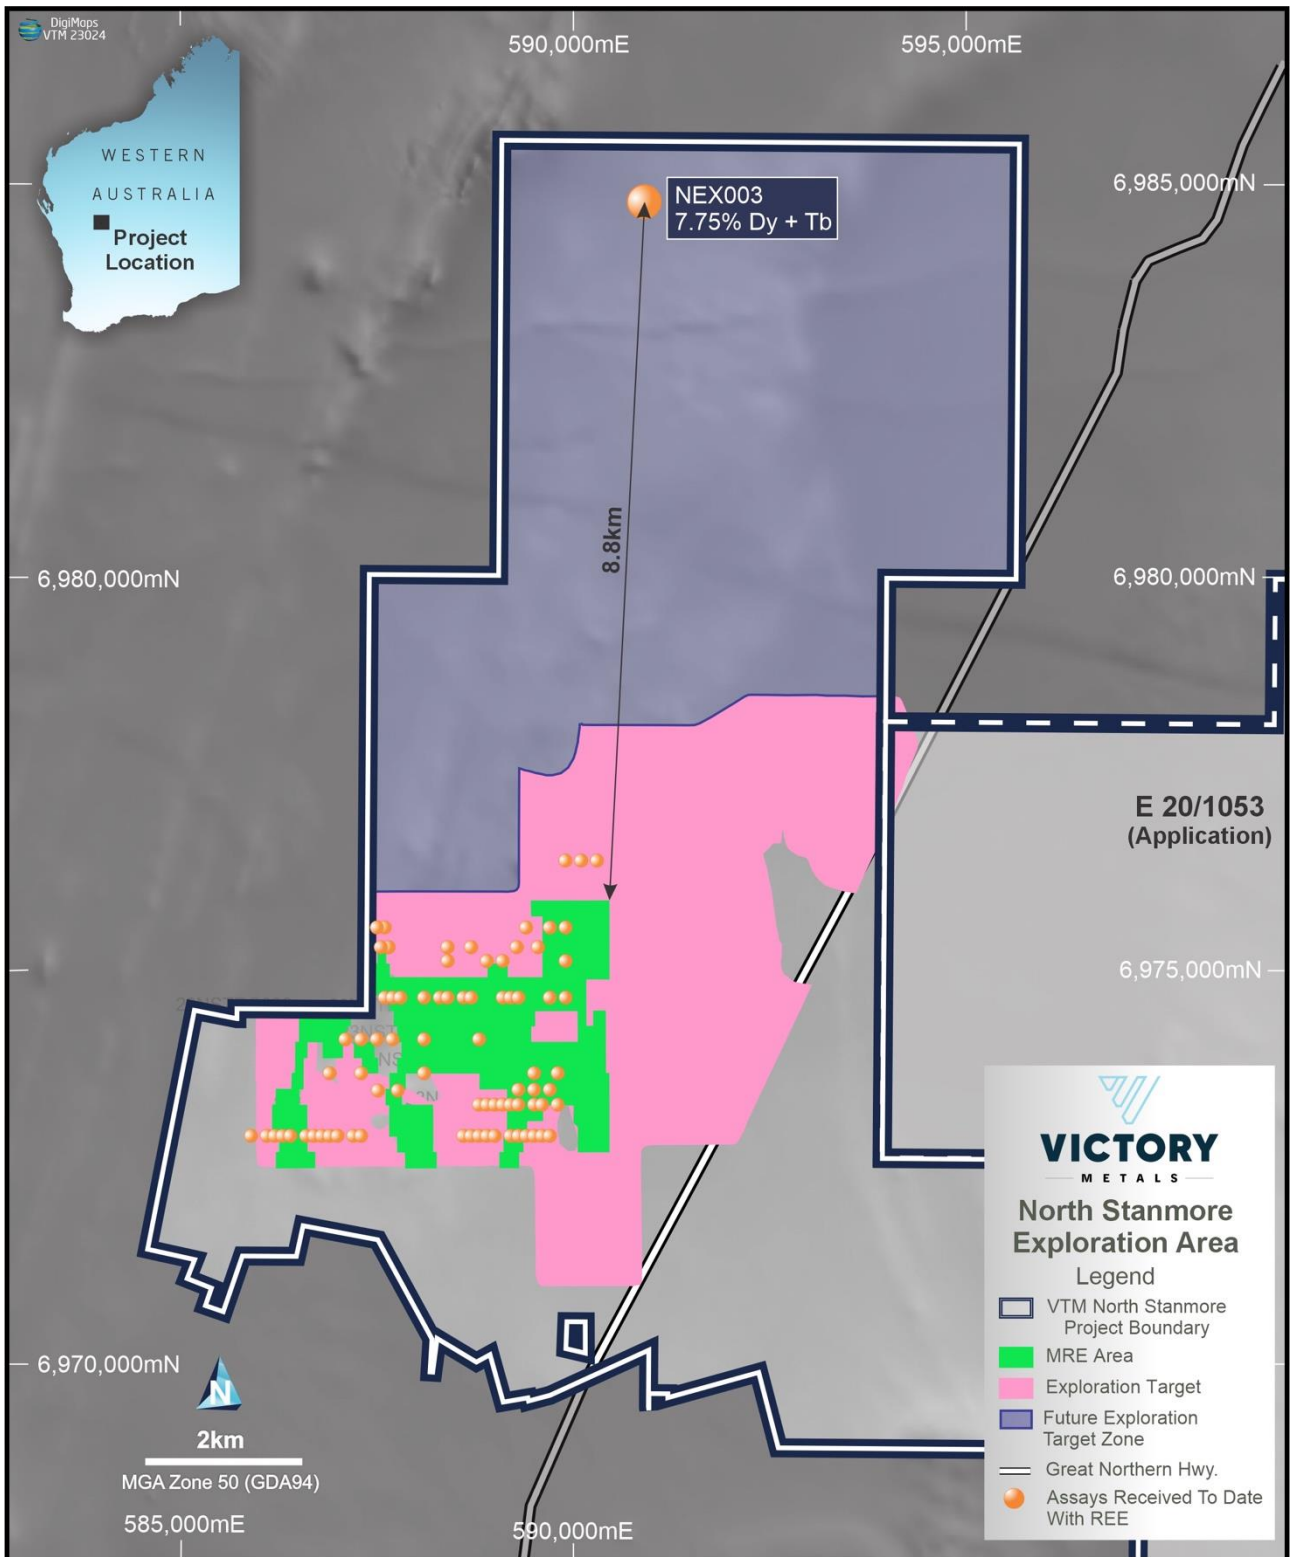 DigiMaps
VTM 23024
590,000mE
595,000mE
WESTERN
AUSTRALIA
Project
Location
6,985,000mN
NEX003
7.75% Dy + Tb
8.8km
6,980,000mN
6,980,000mN
E 20/1053
(Application)
6,975,000mN
VICTORY
METALS
North Stanmore
Exploration Area
Legend
VTM North Stanmore
Project Boundary
MRE Area
Exploration Target
Future Exploration
Target Zone
Great Northern Hwy.
Assays Received To Date
With REE
6,970,000mN
N
2km
MGA Zone 50 (GDA94)
585,000mE
590,000mE